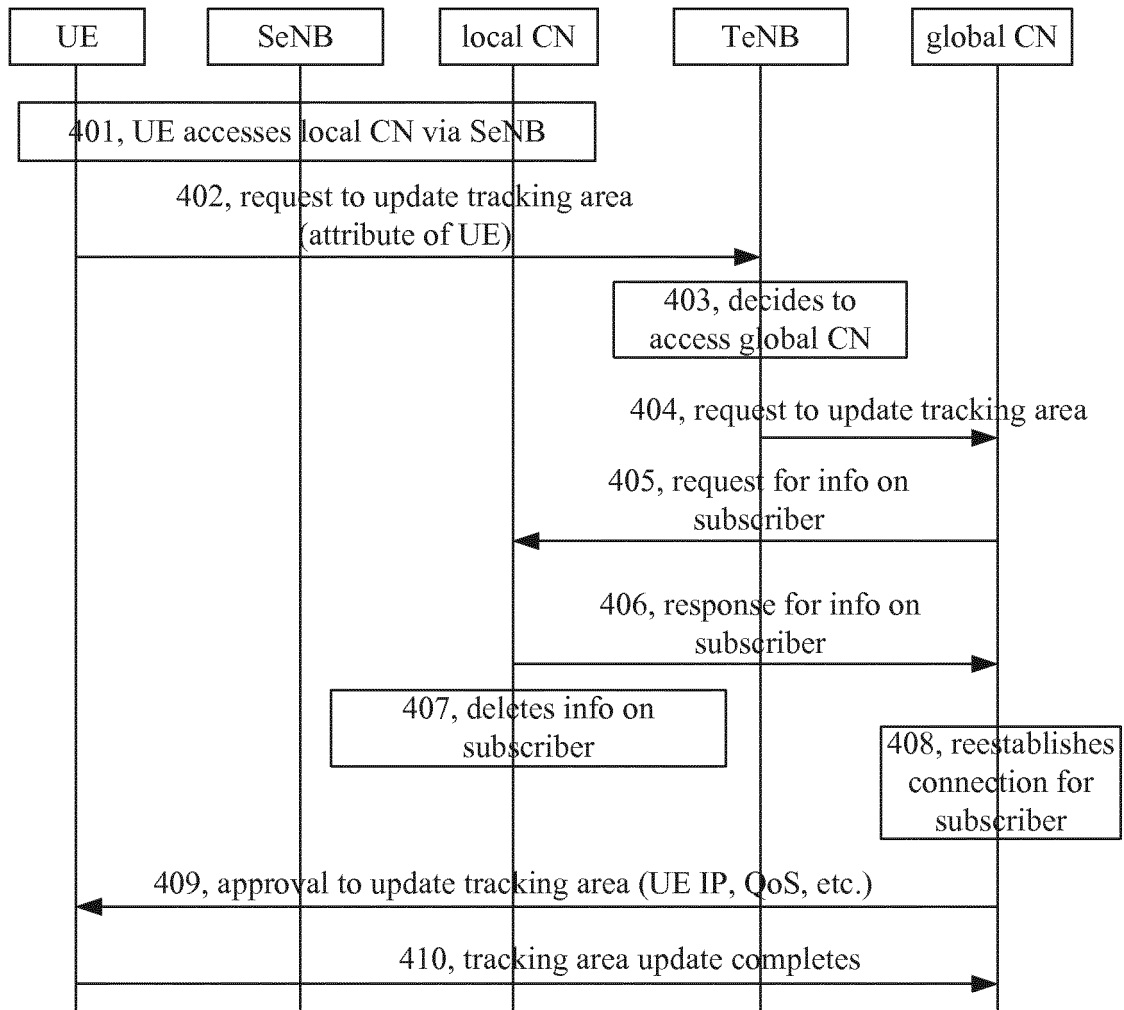 UE SeNB local CN TeNB global CN
401, UE accesses local CN via SeNB
402, request to update tracking area
(attribute of UE)
403, decides to
access global CN
404, request to update tracking area
405, request for info on
subscriber
406, response for info on
subscriber
407, deletes info on
subscriber
408, reestablishes
connection for
subscriber
409, approval to update tracking area (UE IP, QoS, etc.)
410, tracking area update completes